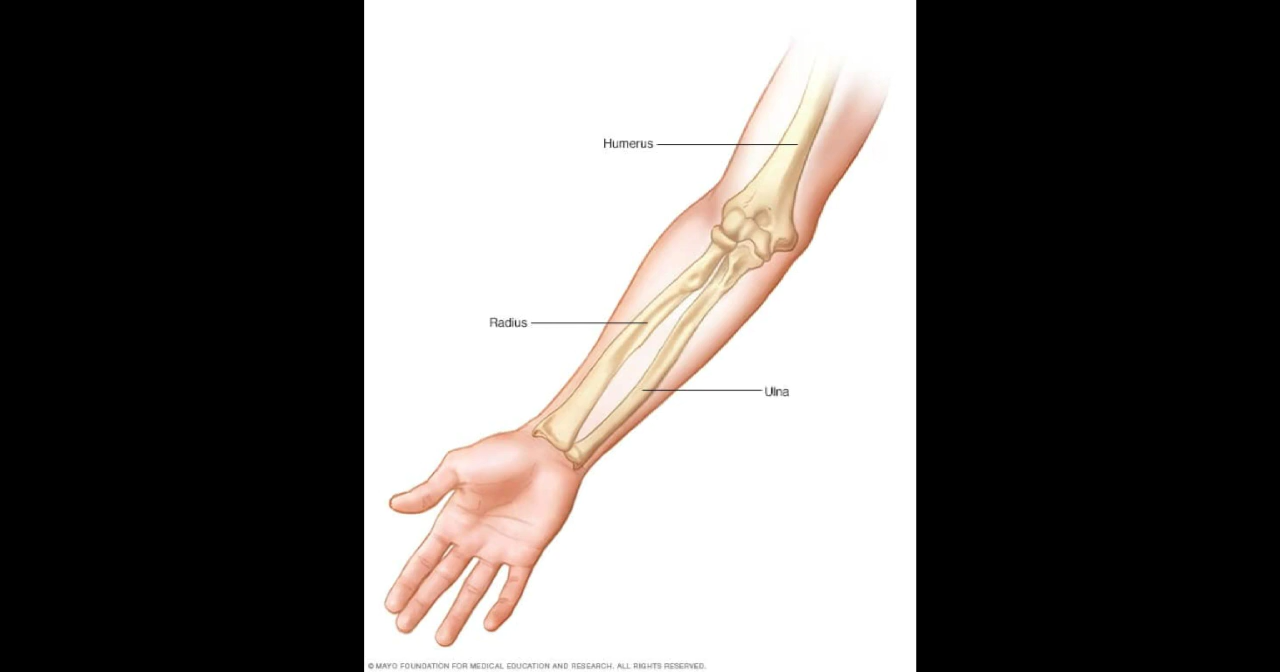 Humerus
Radius
Ulna
© MAYO FOUNDATION FOR MEDICAL EDUCATION AND RESEARCH. ALL RIGHTS RESERVED.